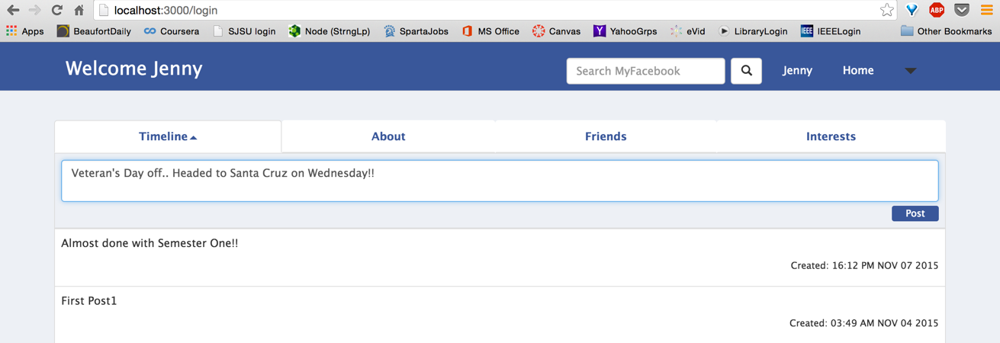 localhost:3000/login
ABP
Apps BeaufortDaily Coursera SJSU login Node (StrngLp) SpartaJobs MS Office Canvas YahooGrps eVid LibraryLogin IEEE IEEELogin Other Bookmarks
Welcome Jenny Search MyFacebook Jenny Home
Timeline About Friends Interests
Veteran's Day off.. Headed to Santa Cruz on Wednesday!!
Post
Almost done with Semester One!!
Created: 16:12 PM NOV 07 2015
First Post1
Created: 03:49 AM NOV 04 2015